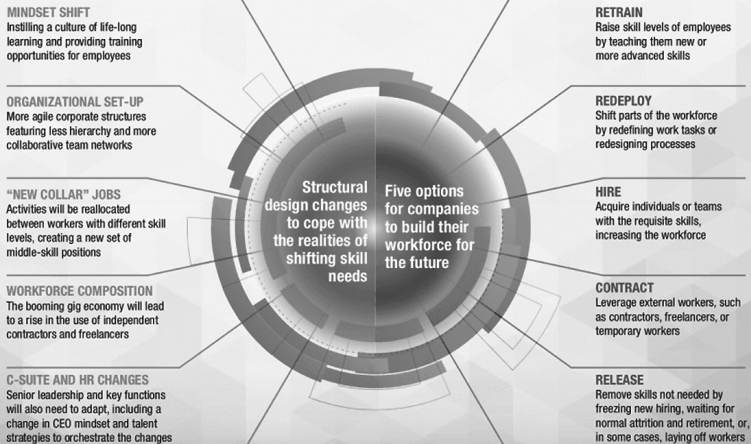 MINDSET SHIFT
Instilling a culture of life-long
learning and providing training
opportunities for employees
ORGANIZATIONAL SET-UP
More agile corporate structures
featuring less hierarchy and more
collaborative team networks
“NEW COLLAR” JOBS
Activities will be reallocated
between workers with different skill
levels, creating a new set of
middle-skill positions
WORKFORCE COMPOSITION
The booming gig economy will lead
to a rise in the use of independent
contractors and freelancers
C-SUITE AND HR CHANGES
Senior leadership and key functions
will also need to adapt, including a
change in CEO mindset and talent
strategies to orchestrate the changes
Structural
design changes
to cope with
the realities of
shifting skill
needs
Five options
for companies
to build their
workforce for
the future
RETRAIN
Raise skill levels of employees
by teaching them new or
more advanced skills
REDEPLOY
Shift parts of the workforce
by redefining work tasks or
redesigning processes
HIRE
Acquire individuals or teams
with the requisite skills,
increasing the workforce
CONTRACT
Leverage external workers, such
as contractors, freelancers, or
temporary workers
RELEASE
Remove skills not needed by
freezing new hiring, waiting for
normal attrition and retirement, or,
in some cases, laying off workers